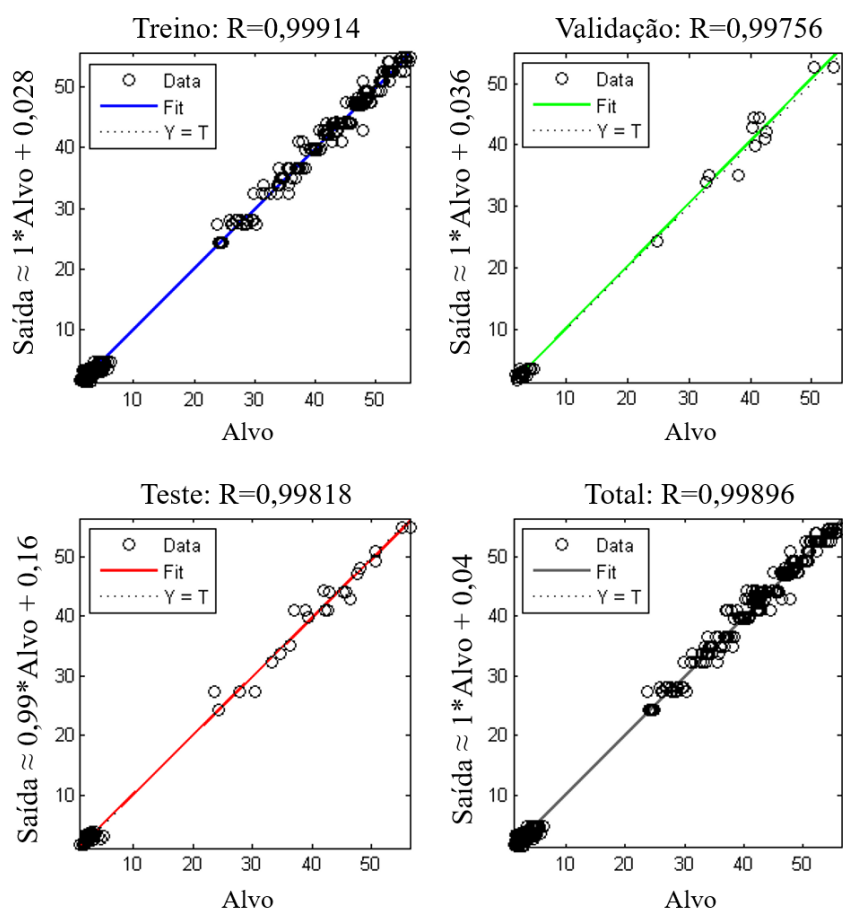 Treino: R=0,99914
Saída ≈ 1*Alvo + 0,028
Data
Fit
Y = T
50
40
30
20
10
10 20 30 40 50
Alvo
Validação: R=0,99756
Saída ≈ 1*Alvo + 0,036
Data
Fit
Y = T
50
40
30
20
10
10 20 30 40 50
Alvo
Teste: R=0,99818
Saída ≈ 0,99*Alvo + 0,16
Data
Fit
Y = T
50
40
30
20
10
10 20 30 40 50
Alvo
Total: R=0,99896
Saída ≈ 1*Alvo + 0,04
Data
Fit
Y = T
50
40
30
20
10
10 20 30 40 50
Alvo